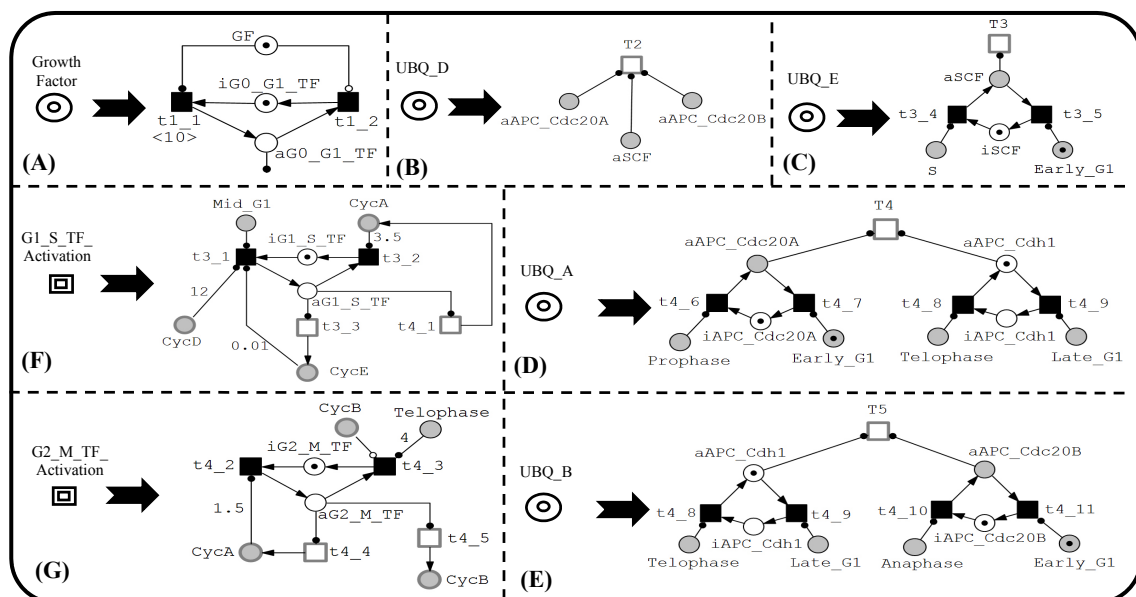 Growth
Factor
GF
iG0_G1_TF
t1_1
<10>
t1_2
aG0_G1_TF
(A)
UBQ_D
T2
aAPC_Cdc20A
aAPC_Cdc20B
aSCF
(B)
UBQ_E
T3
aSCF
t3_4
t3_5
iSCF
S
Early_G1
(C)
G1_S_TF_
Activation
Mid_G1
CycA
iG1_S_TF
3.5
t3_1
t3_2
aG1_S_TF
12
t3_3
t4_1
CycD
0.01
CycE
(F)
UBQ_A
T4
aAPC_Cdc20A
aAPC_Cdh1
t4_6
t4_7
t4_8
t4_9
iAPC_Cdc20A
iAPC_Cdh1
Prophase
Early_G1
Telophase
Late_G1
(D)
G2_M_TF_
Activation
CycB
Telophase
iG2_M_TF
4
t4_2
t4_3
1.5
aG2_M_TF
t4_5
CycA
t4_4
CycB
(G)
UBQ_B
T5
aAPC_Cdh1
aAPC_Cdc20B
t4_8
t4_9
t4_10
t4_11
iAPC_Cdh1
iAPC_Cdc20B
Telophase
Late_G1
Anaphase
Early_G1
(E)